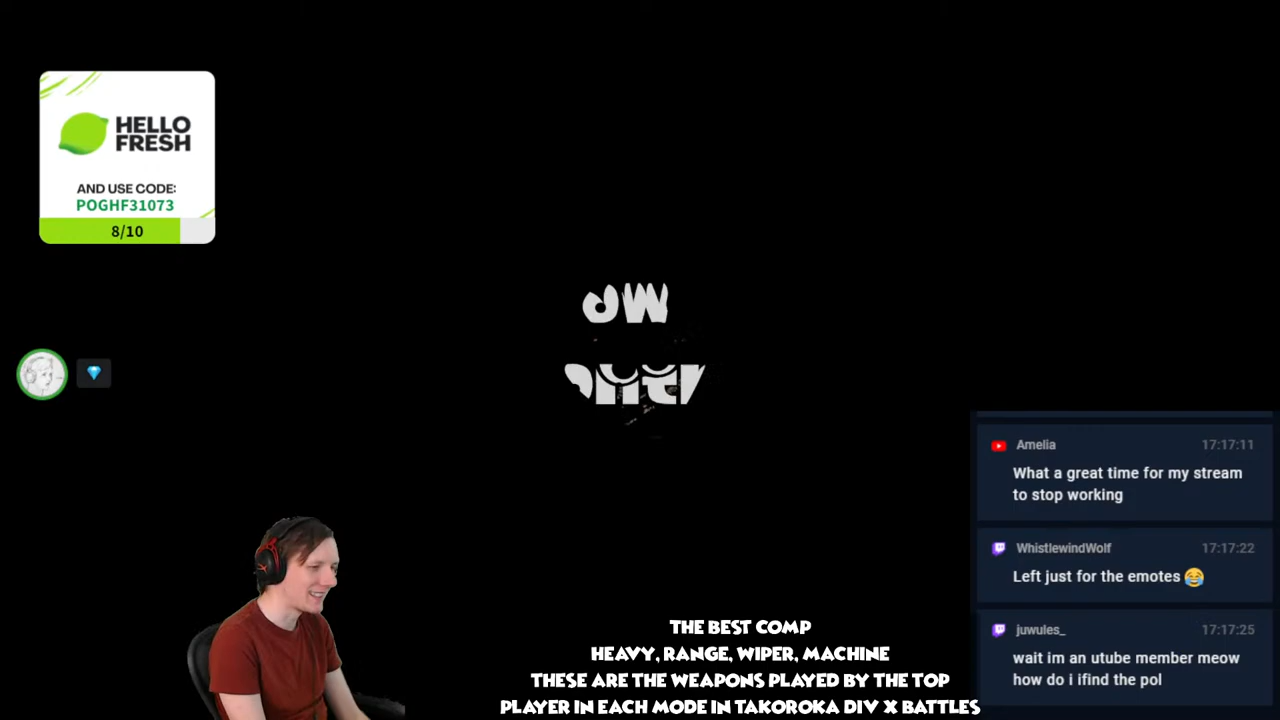 HELLO
FRESH
AND USE CODE:
POGHF31073
8/10
Amelia 17:17:11
What a great time for my stream
to stop working
WhistlewindWolf 17:17:22
Left just for the emotes 😂
juwules_ 17:17:25
wait im an utube member meow
how do i ifind the pol
THE BEST COMP
HEAVY, RANGE, WIPER, MACHINE
THESE ARE THE WEAPONS PLAYED BY THE TOP
PLAYER IN EACH MODE IN TAKOROKA DIV X BATTLES